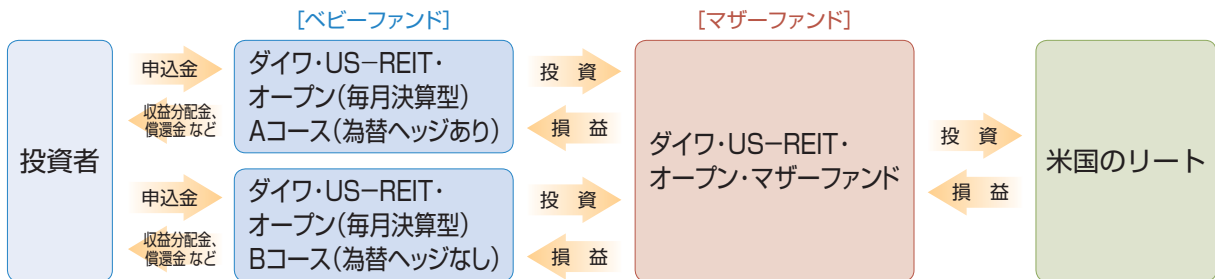 [ベビーファンド]
[マザーファンド]
投資者
申込金
収益分配金、
償還金 など
ダイワ・US−REIT・
オープン(毎月決算型)
Aコース(為替ヘッジあり)
投 資
損 益
申込金
収益分配金、
償還金 など
ダイワ・US−REIT・
オープン(毎月決算型)
Bコース(為替ヘッジなし)
投 資
損 益
ダイワ・US−REIT・
オープン・マザーファンド
投 資
損 益
米国のリート